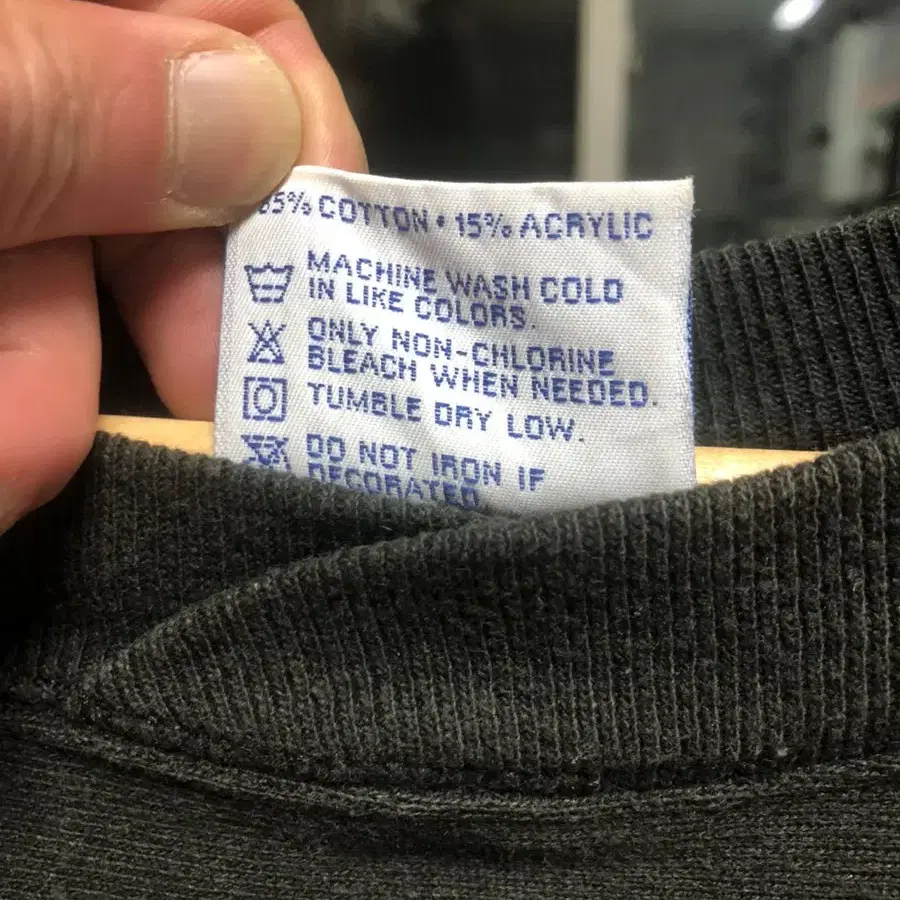 85% COTTON • 15% ACRYLIC
MACHINE WASH COLD
IN LIKE COLORS.
ONLY NON-CHLORINE
BLEACH WHEN NEEDED.
TUMBLE DRY LOW.
DO NOT IRON IF
DECORATED.